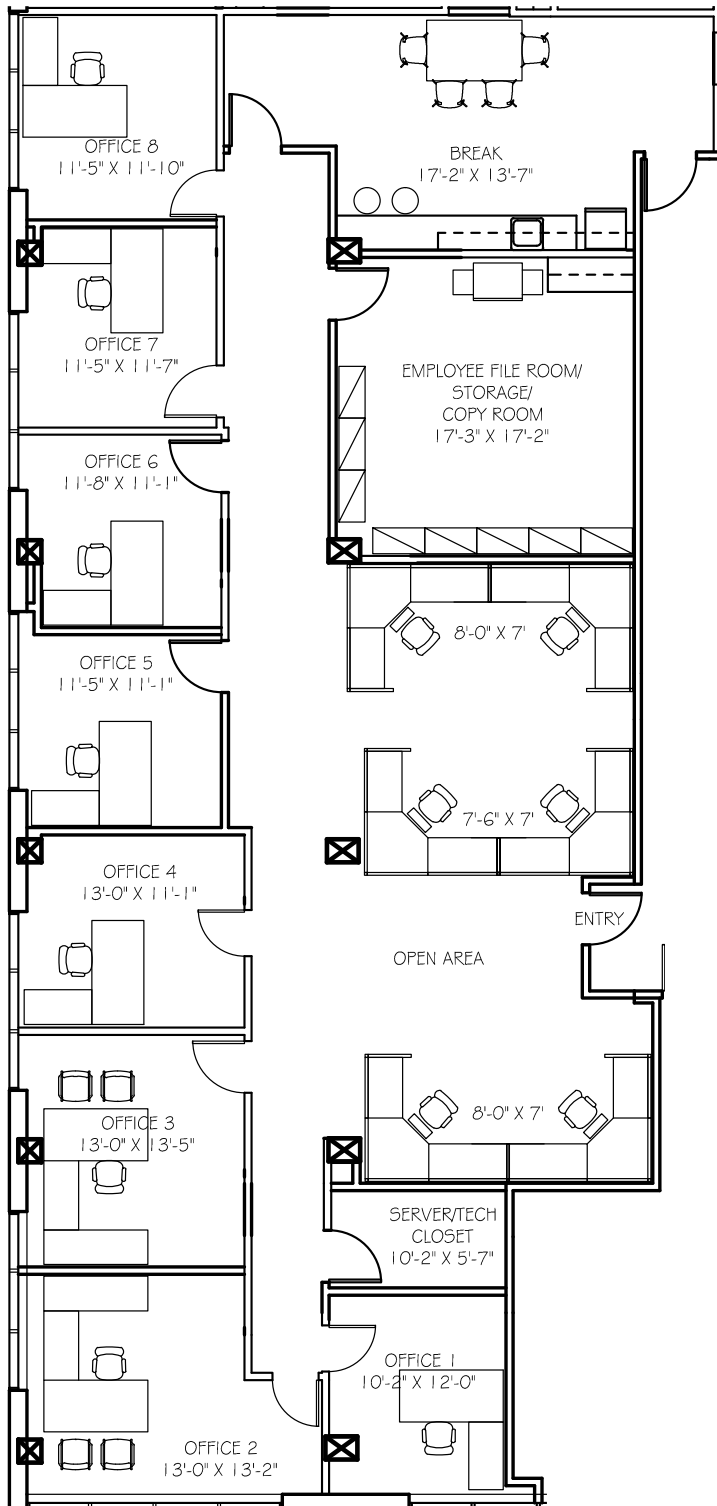 OFFICE 8
11'-5" X 11'-10"
BREAK
17'-2" X 13'-7"
OFFICE 7
11'-5" X 11'-7"
EMPLOYEE FILE ROOM/
STORAGE/
COPY ROOM
17'-3" X 17'-2"
OFFICE 6
11'-8" X 11'-1"
8'-0" X 7'
OFFICE 5
11'-5" X 11'-1"
7'-6" X 7'
OFFICE 4
13'-0" X 11'-1"
ENTRY
OPEN AREA
OFFICE 3
13'-0" X 13'-5"
8'-0" X 7'
SERVER/TECH
CLOSET
10'-2" X 5'-7"
OFFICE 1
10'-2" X 12'-0"
OFFICE 2
13'-0" X 13'-2"